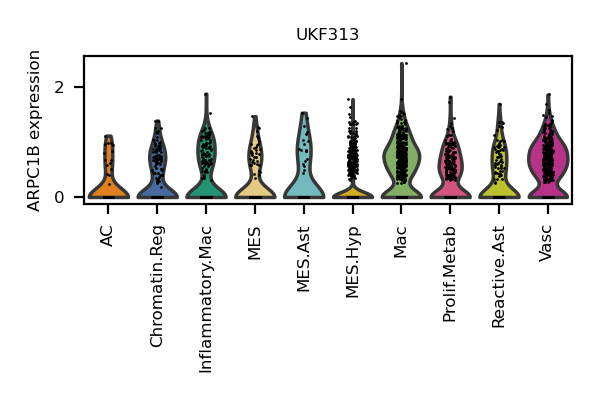 UKF313
ARPC1B expression
2
0
AC
Chromatin.Reg
Inflammatory.Mac
MES
MES.Ast
MES.Hyp
Mac
Prolif.Metab
Reactive.Ast
Vasc